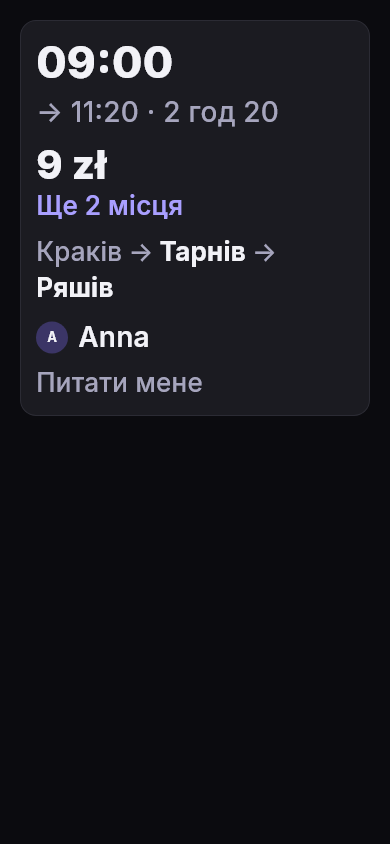 09:00
→ 11:20 · 2 год 20
9 zł
Ще 2 місця
Краків → Тарнів →
Ряшів
A Anna
Питати мене